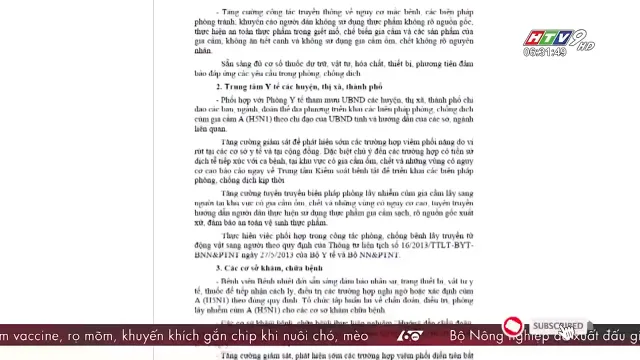 - Tăng cường công tác truyền thông về nguy cơ mắc bệnh, các biện pháp
phòng tránh, khuyến cáo người dân không sử dụng thực phẩm không rõ nguồn gốc,
thực hiện an toàn thực phẩm trong giết mổ, chế biến gia cầm và các sản phẩm của
gia cầm, không ăn tiết canh và không sử dụng gia cầm ốm, chết không rõ nguyên
nhân.
Sẵn sàng đủ cơ số thuốc dự trữ, vật tư, hóa chất, thiết bị, phương tiện đảm
bảo đáp ứng các yêu cầu trong phòng, chống dịch
2. Trung tâm Y tế các huyện, thị xã, thành phố
- Phối hợp với Phòng Y tế tham mưu UBND các huyện, thị xã, thành phố chỉ
đạo các ban, ngành, đoàn thể địa phương triển khai các biện pháp phòng, chống dịch
cúm gia cầm A (H5N1) theo chỉ đạo của UBND tỉnh và hướng dẫn của các sở, ngành
liên quan.
Tăng cường giám sát để phát hiện sớm các trường hợp viêm phổi nặng do vi
rút tại các cơ sở y tế và tại cộng đồng. Đặc biệt chú ý đến các trường hợp có tiền sử
dịch tễ tiếp xúc với ca bệnh, tại khu vực có gia cầm ốm, chết và những vùng có nguy
cơ cao báo cáo ngay về Trung tâm Kiểm soát bệnh tật để triển khai các biện pháp
phòng, chống dịch kịp thời
Tăng cường tuyên truyền biện pháp phòng lây nhiễm cúm gia cầm lây sang
người tại khu vực có gia cầm ốm, chết và những vùng có nguy cơ cao, tuyên truyền
hướng dẫn người dân thực hiện sử dụng thực phẩm gia cầm sạch, rõ nguồn gốc xuất
xứ, đảm bảo an toàn vệ sinh thực phẩm.
Thực hiện việc phối hợp trong công tác phòng, chống bệnh lây truyền từ
động vật sang người theo quy định của Thông tư liên tịch số 16/2013/TTLT-BYT-
BNN&PTNT ngày 27/5/2013 của Bộ Y tế và Bộ NN&PTNT.
3. Các cơ sở khám, chữa bệnh
- Bệnh viện Bệnh nhiệt đới sẵn sàng đảm bảo nhân sự, trang thiết bị, vật tư y
tế, thuốc để tiếp nhận cách ly, điều trị các trường hợp nghi ngờ hoặc xác định cúm
A (H5N1) theo đúng quy định. Tổ chức tập huấn lại về chẩn đoán, điều trị, phòng
lây nhiễm cúm A (H5N1) cho các cơ sở khám chữa bệnh
Các cơ sở khám, chữa bệnh thực hiện nghiêm "Hướng dẫn chẩn đoán
Tăng cường giám sát, phát hiện sớm các trường hợp viêm phổi diễn trên bất
HTV9 HD
06:31:49
SUBSCRIBED
m vaccine, rọ mõm, khuyến khích gắn chip khi nuôi chó, mèo
Bộ Nông nghiệp đề xuất đấu gi